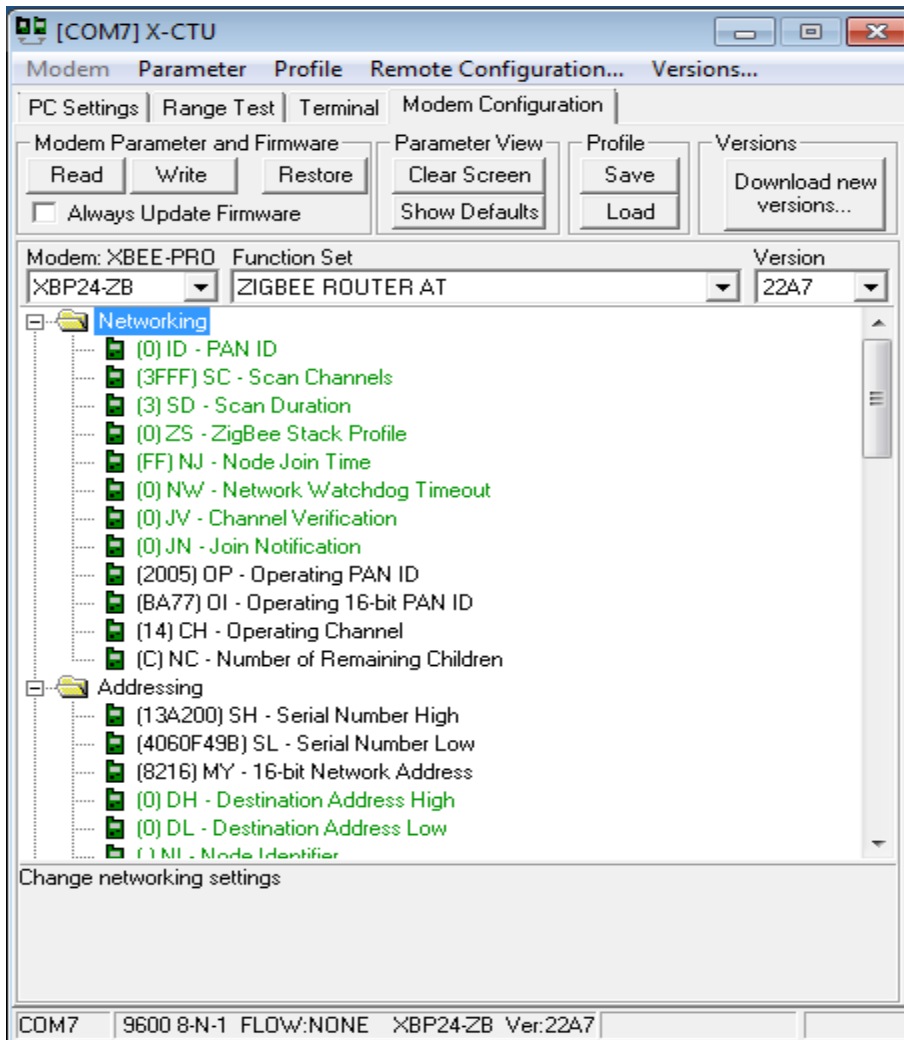 [COM7] X-CTU
Modem Parameter Profile Remote Configuration... Versions...
PC Settings Range Test Terminal Modem Configuration
Modem Parameter and Firmware Parameter View Profile Versions
Read Write Restore Clear Screen Save Download new versions...
Always Update Firmware Show Defaults Load
Modem: XBEE-PRO Function Set Version
XBP24-ZB ZIGBEE ROUTER AT 22A7
Networking
(0) ID - PAN ID
(3FFF) SC - Scan Channels
(3) SD - Scan Duration
(0) ZS - ZigBee Stack Profile
(FF) NJ - Node Join Time
(0) NW - Network Watchdog Timeout
(0) JV - Channel Verification
(0) JN - Join Notification
(2005) OP - Operating PAN ID
(BA77) OI - Operating 16-bit PAN ID
(14) CH - Operating Channel
(C) NC - Number of Remaining Children
Addressing
(13A200) SH - Serial Number High
(4060F49B) SL - Serial Number Low
(8216) MY - 16-bit Network Address
(0) DH - Destination Address High
(0) DL - Destination Address Low
( ) NI - Node Identifier
Change networking settings
COM7 9600 8-N-1 FLOW:NONE XBP24-ZB Ver:22A7